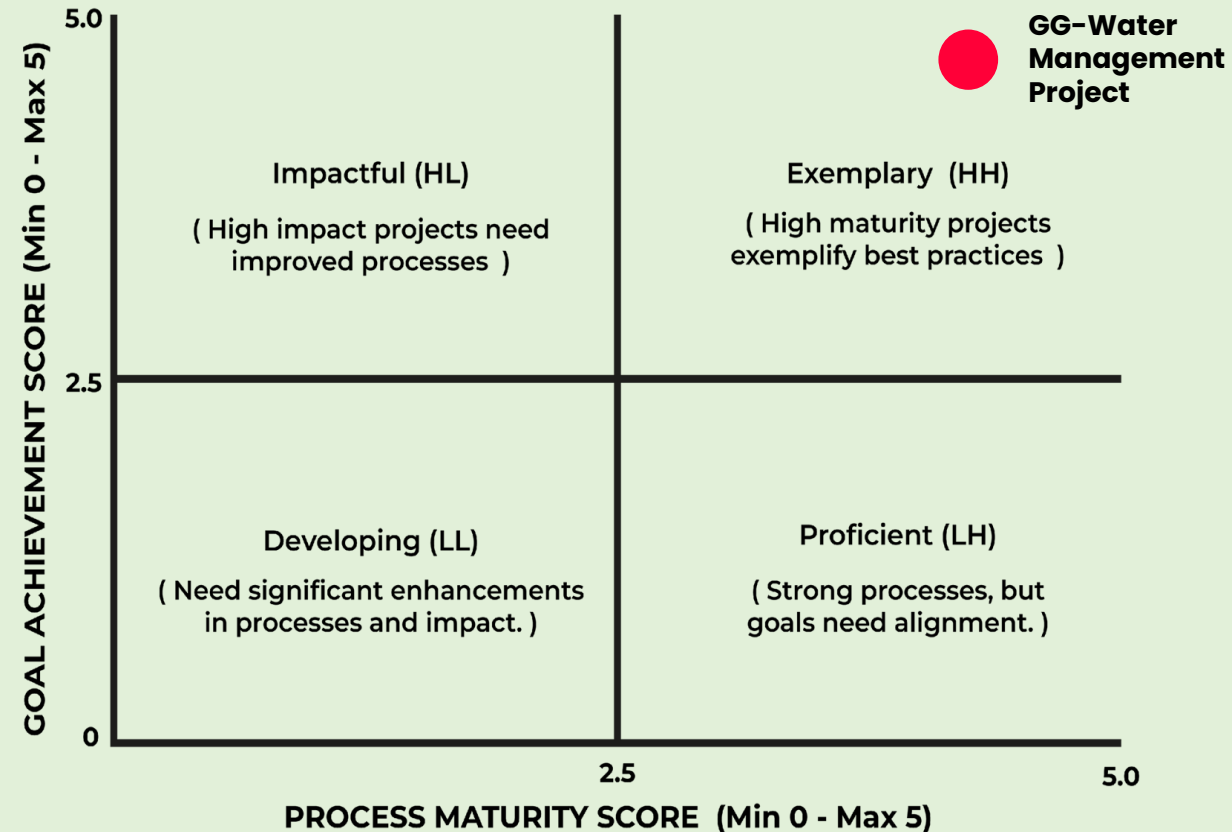 5.0
GG-Water
Management
Project
GOAL ACHIEVEMENT SCORE (Min 0 - Max 5)
Impactful (HL)
( High impact projects need
improved processes )
Exemplary (HH)
( High maturity projects
exemplify best practices )
2.5
Developing (LL)
( Need significant enhancements
in processes and impact. )
Proficient (LH)
( Strong processes, but
goals need alignment. )
0
2.5
5.0
PROCESS MATURITY SCORE (Min 0 - Max 5)